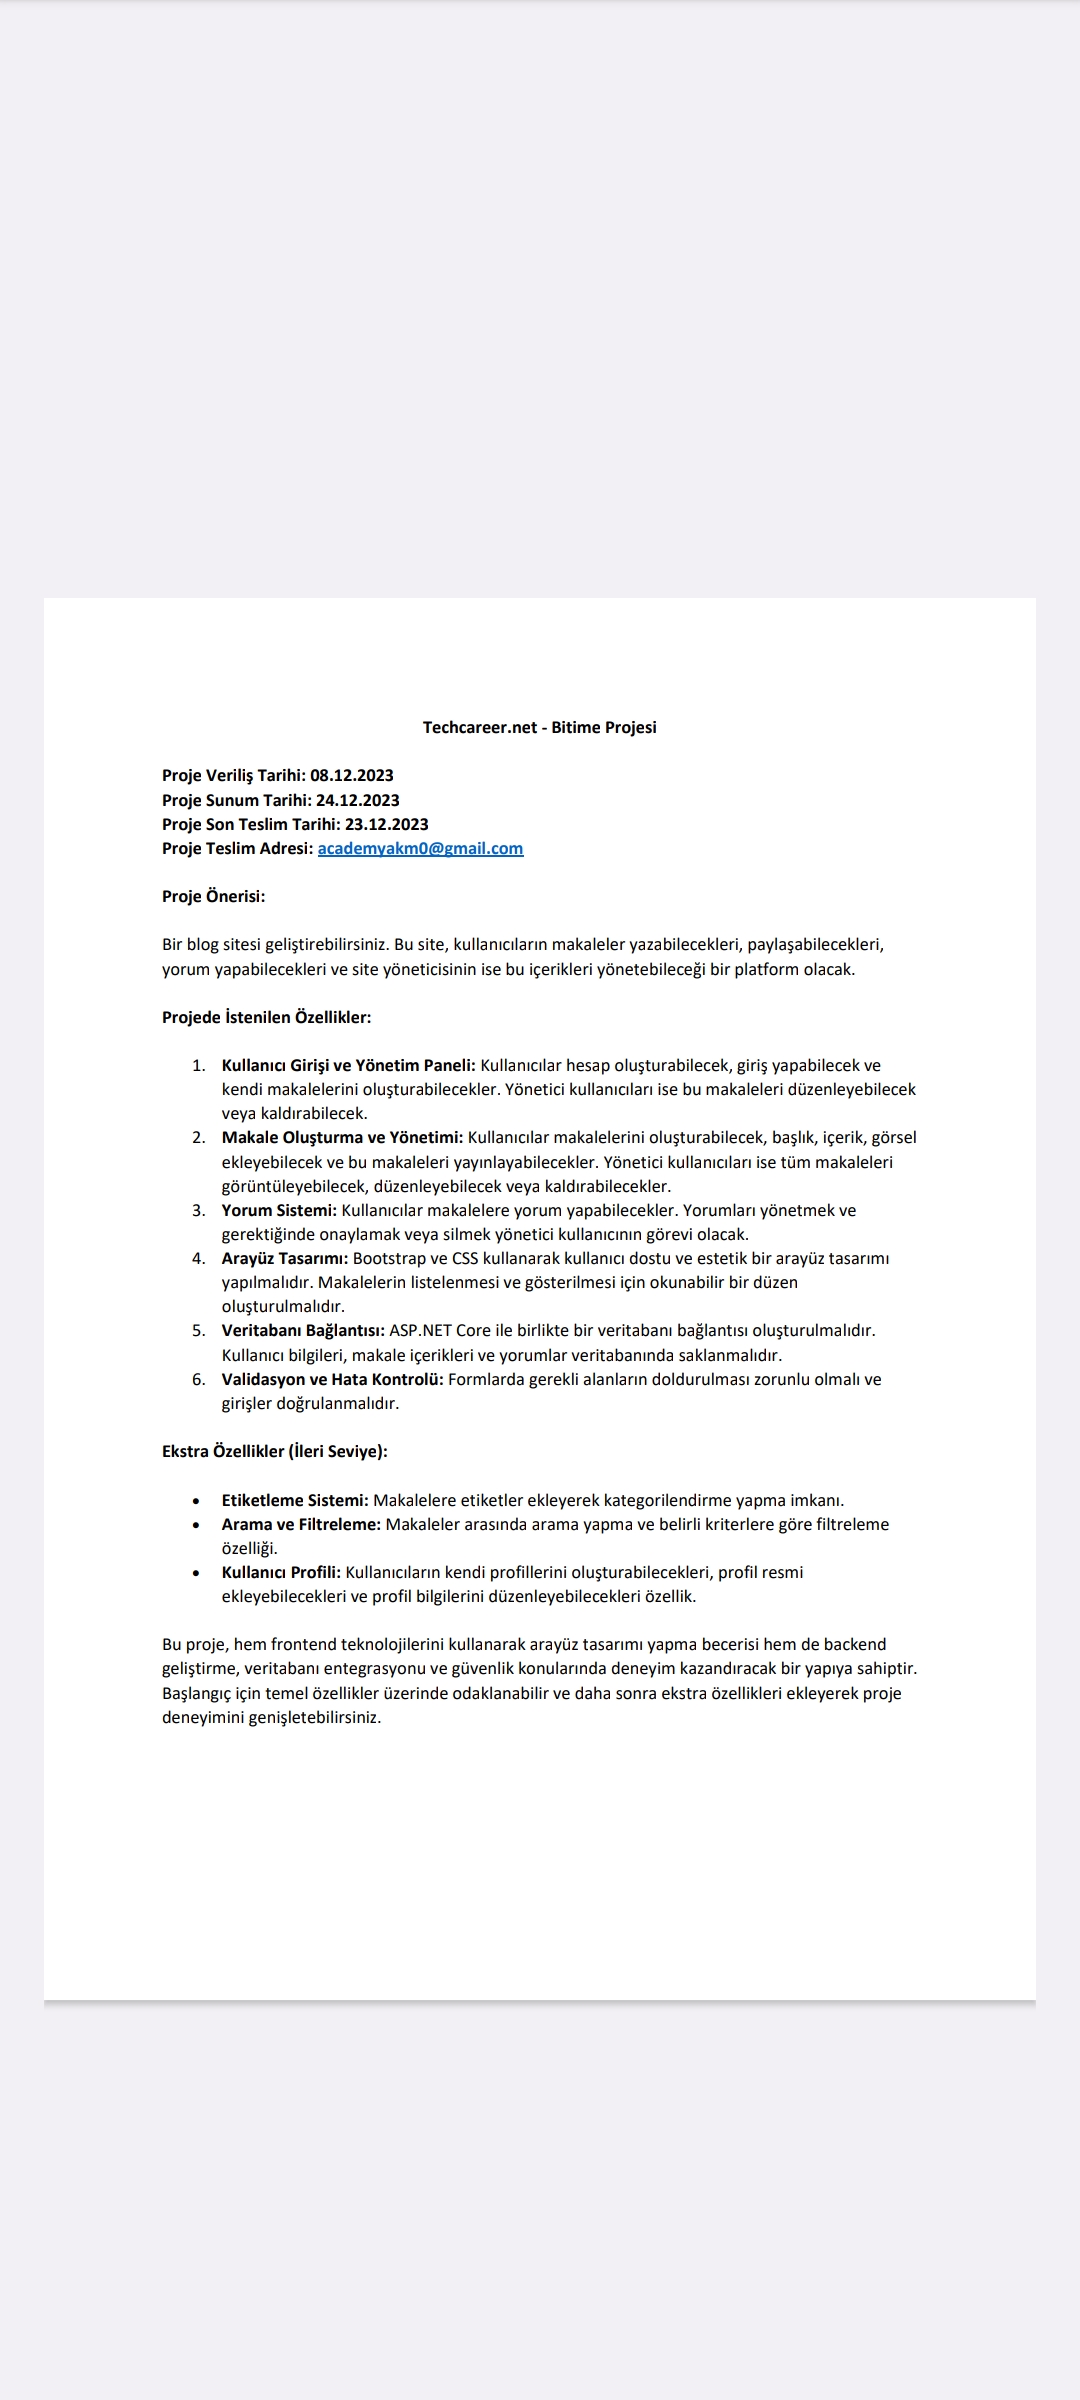 Techcareer.net - Bitime Projesi
Proje Veriliş Tarihi: 08.12.2023
Proje Sunum Tarihi: 24.12.2023
Proje Son Teslim Tarihi: 23.12.2023
Proje Teslim Adresi: academyakm0@gmail.com
Proje Önerisi:
Bir blog sitesi geliştirebilirsiniz. Bu site, kullanıcıların makaleler yazabilecekleri, paylaşabilecekleri,
yorum yapabilecekleri ve site yöneticisinin ise bu içerikleri yönetebileceği bir platform olacak.
Projede İstenilen Özellikler:
1. Kullanıcı Girişi ve Yönetim Paneli: Kullanıcılar hesap oluşturabilecek, giriş yapabilecek ve
kendi makalelerini oluşturabilecekler. Yönetici kullanıcıları ise bu makaleleri düzenleyebilecek
veya kaldırabilecek.
2. Makale Oluşturma ve Yönetimi: Kullanıcılar makalelerini oluşturabilecek, başlık, içerik, görsel
ekleyebilecek ve bu makaleleri yayınlayabilecekler. Yönetici kullanıcıları ise tüm makaleleri
görüntüleyebilecek, düzenleyebilecek veya kaldırabilecekler.
3. Yorum Sistemi: Kullanıcılar makalelere yorum yapabilecekler. Yorumları yönetmek ve
gerektiğinde onaylamak veya silmek yönetici kullanıcının görevi olacak.
4. Arayüz Tasarımı: Bootstrap ve CSS kullanarak kullanıcı dostu ve estetik bir arayüz tasarımı
yapılmalıdır. Makalelerin listelenmesi ve gösterilmesi için okunabilir bir düzen
oluşturulmalıdır.
5. Veritabanı Bağlantısı: ASP.NET Core ile birlikte bir veritabanı bağlantısı oluşturulmalıdır.
Kullanıcı bilgileri, makale içerikleri ve yorumlar veritabanında saklanmalıdır.
6. Validasyon ve Hata Kontrolü: Formlarda gerekli alanların doldurulması zorunlu olmalı ve
girişler doğrulanmalıdır.
Ekstra Özellikler (İleri Seviye):
• Etiketleme Sistemi: Makalelere etiketler ekleyerek kategorilendirme yapma imkanı.
• Arama ve Filtreleme: Makaleler arasında arama yapma ve belirli kriterlere göre filtreleme
özelliği.
• Kullanıcı Profili: Kullanıcıların kendi profillerini oluşturabilecekleri, profil resmi
ekleyebilecekleri ve profil bilgilerini düzenleyebilecekleri özellik.
Bu proje, hem frontend teknolojilerini kullanarak arayüz tasarımı yapma becerisi hem de backend
geliştirme, veritabanı entegrasyonu ve güvenlik konularında deneyim kazandıracak bir yapıya sahiptir.
Başlangıç için temel özellikler üzerinde odaklanabilir ve daha sonra ekstra özellikleri ekleyerek proje
deneyimini genişletebilirsiniz.